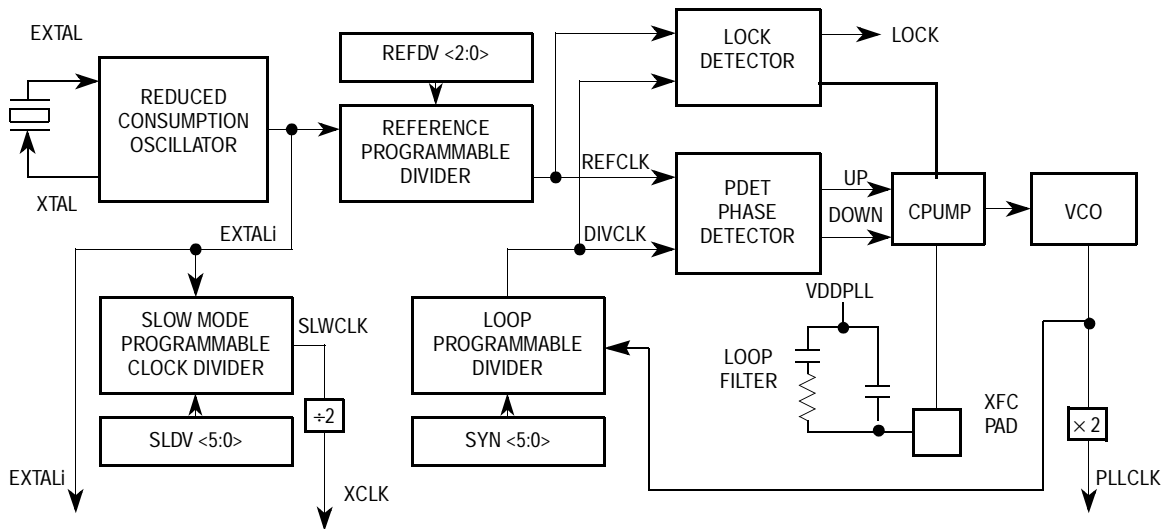 EXTAL
REDUCED
CONSUMPTION
OSCILLATOR
XTAL
REFDV <2:0>
REFERENCE
PROGRAMMABLE
DIVIDER
LOCK
DETECTOR
LOCK
REFCLK
DIVCLK
PDET
PHASE
DETECTOR
UP
DOWN
CPUMP
VCO
EXTALi
SLOW MODE
PROGRAMMABLE
CLOCK DIVIDER
SLWCLK
÷2
SLDV <5:0>
EXTALi
XCLK
LOOP
PROGRAMMABLE
DIVIDER
SYN <5:0>
VDDPLL
LOOP
FILTER
XFC
PAD
× 2
PLLCLK